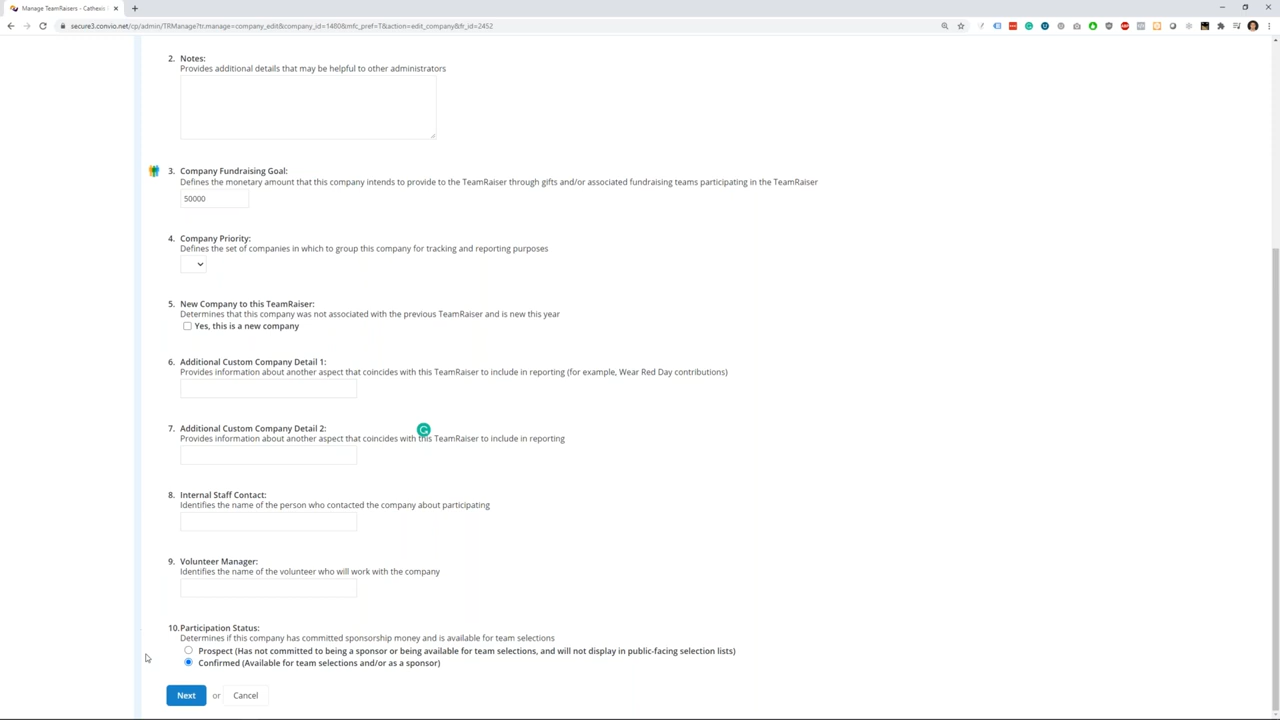 Manage TeamRaisers - Cathexis
secure3.convio.net/cp/admin/TRManage?tr.manage=company_edit&company_id=1480&mfc_pref=T&action=edit_company&fr_id=2452
2. Notes:
Provides additional details that may be helpful to other administrators
3. Company Fundraising Goal:
Defines the monetary amount that this company intends to provide to the TeamRaiser through gifts and/or associated fundraising teams participating in the TeamRaiser
50000
4. Company Priority:
Defines the set of companies in which to group this company for tracking and reporting purposes
5. New Company to this TeamRaiser:
Determines that this company was not associated with the previous TeamRaiser and is new this year
Yes, this is a new company
6. Additional Custom Company Detail 1:
Provides information about another aspect that coincides with this TeamRaiser to include in reporting (for example, Wear Red Day contributions)
7. Additional Custom Company Detail 2:
Provides information about another aspect that coincides with this TeamRaiser to include in reporting
8. Internal Staff Contact:
Identifies the name of the person who contacted the company about participating
9. Volunteer Manager:
Identifies the name of the volunteer who will work with the company
10. Participation Status:
Determines if this company has committed sponsorship money and is available for team selections
Prospect (Has not committed to being a sponsor or being available for team selections, and will not display in public-facing selection lists)
Confirmed (Available for team selections and/or as a sponsor)
Next or Cancel